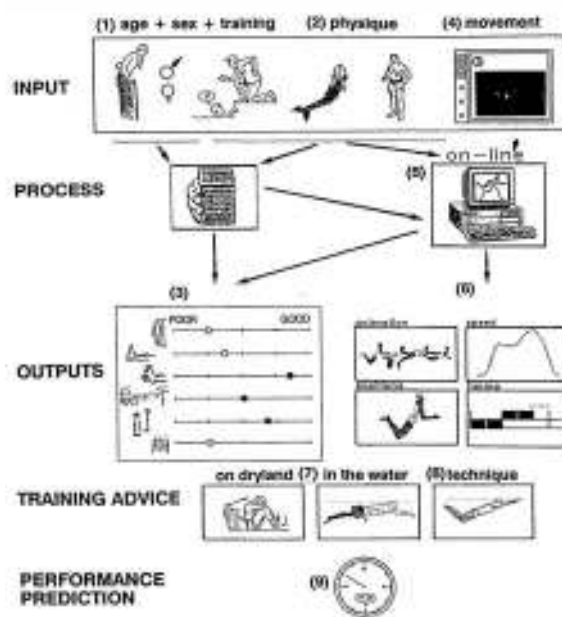 (1) age + sex + training (2) physique (4) movement
INPUT
on-line
(5)
PROCESS
(3)
(6)
POOR GOOD
animation speed
OUTPUTS
on dryland (7) in the water (8) technique
TRAINING ADVICE
PERFORMANCE
PREDICTION
(9)